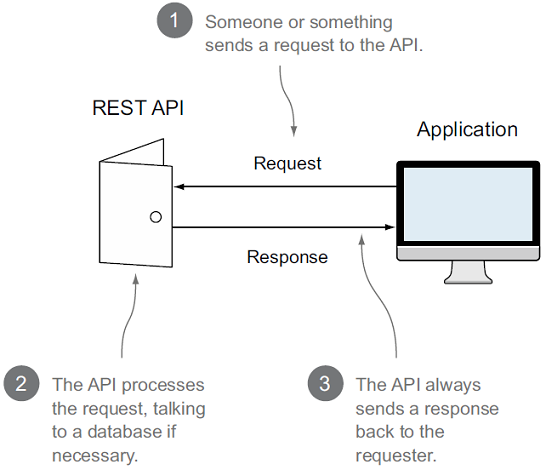 1 Someone or something
sends a request to the API.
REST API
Application
Request
Response
2 The API processes
the request, talking
to a database if
necessary.
3 The API always
sends a response
back to the
requester.